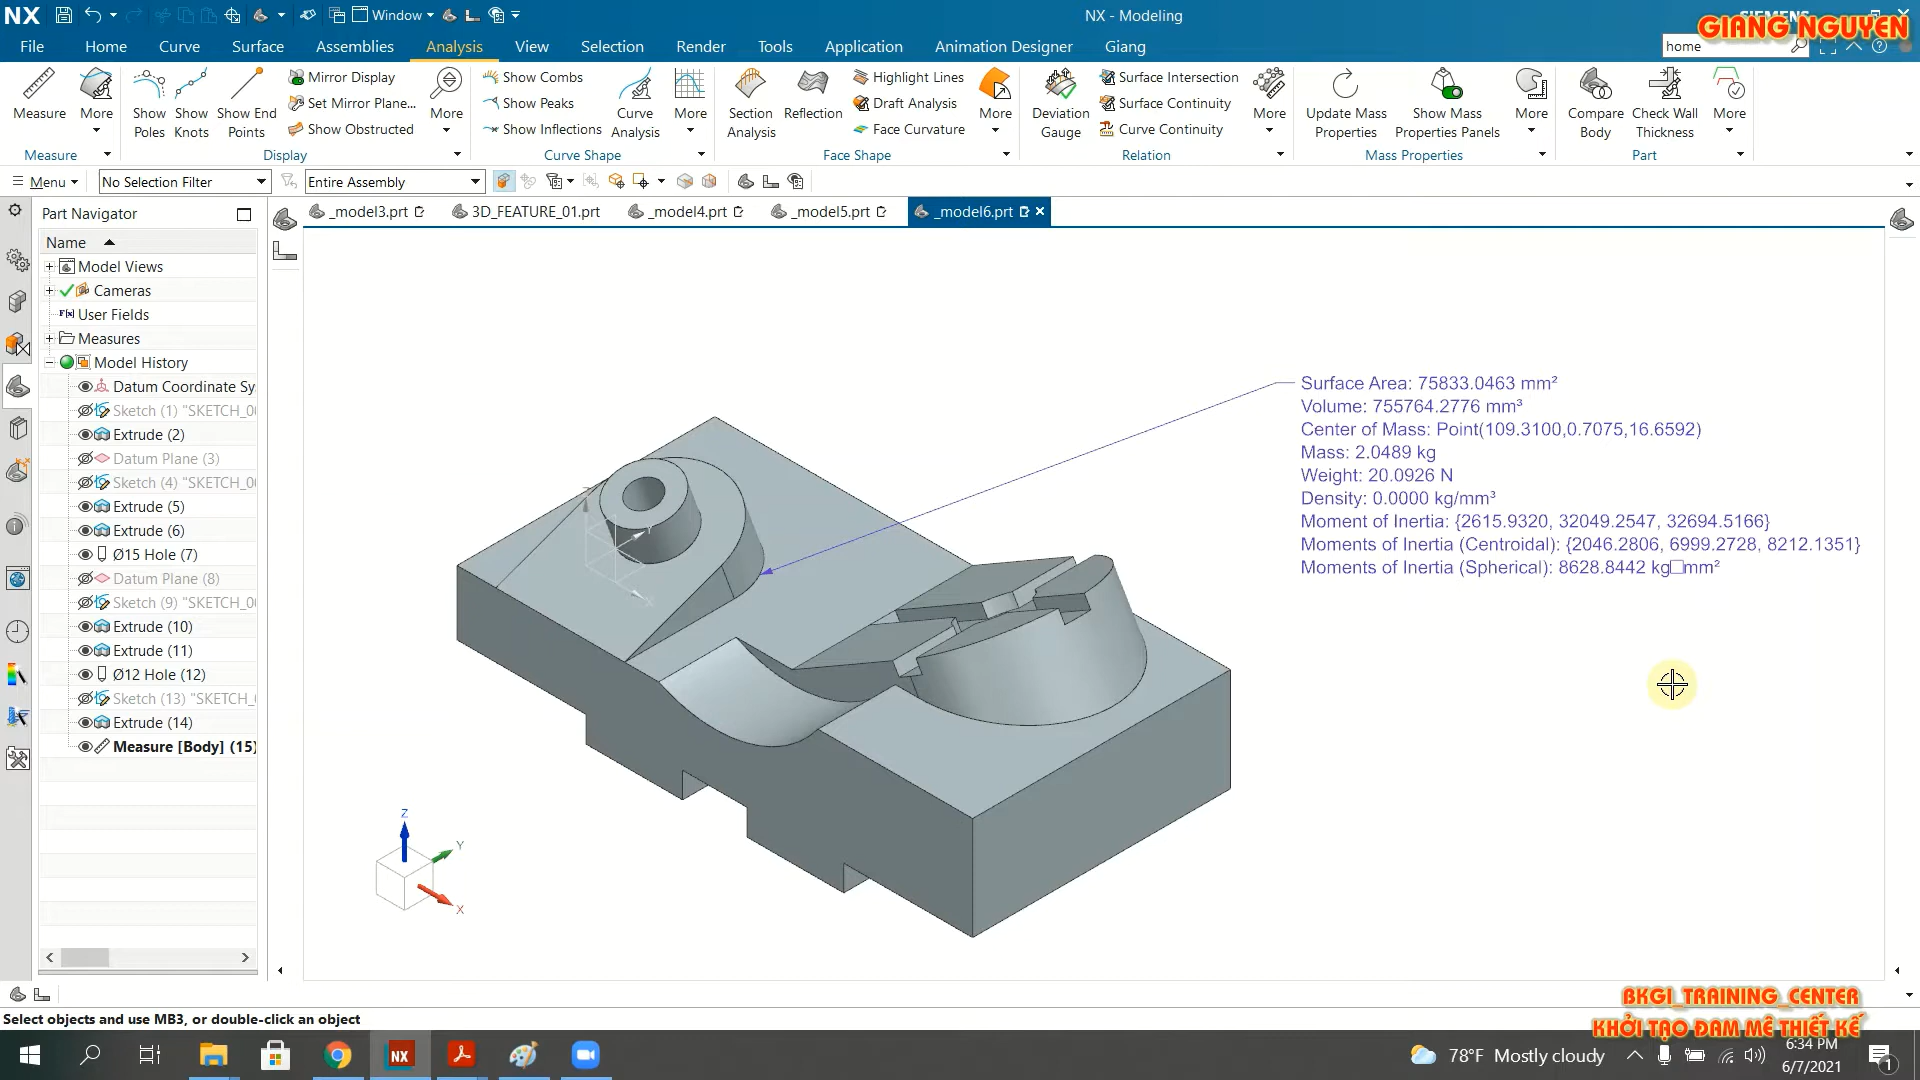 NX
Window
NX - Modeling
GIANG NGUYEN
File Home Curve Surface Assemblies Analysis View Selection Render Tools Application Animation Designer Giang
home
Measure
More
Show Poles
Show Knots
Show End Points
Mirror Display
Set Mirror Plane...
Show Obstructed
More
Show Combs
Show Peaks
Show Inflections
Curve Analysis
More
Section Analysis
Reflection
Highlight Lines
Draft Analysis
Face Curvature
More
Deviation Gauge
Surface Intersection
Surface Continuity
Curve Continuity
More
Update Mass Properties
Show Mass Properties Panels
More
Compare Body
Check Wall Thickness
More
Measure
Display
Curve Shape
Face Shape
Relation
Mass Properties
Part
Menu
No Selection Filter
Entire Assembly
Part Navigator
_model3.prt
3D_FEATURE_01.prt
_model4.prt
_model5.prt
_model6.prt
Name
Model Views
Cameras
User Fields
Measures
Model History
Datum Coordinate Sy
Sketch (1) "SKETCH_0
Extrude (2)
Datum Plane (3)
Sketch (4) "SKETCH_0
Extrude (5)
Extrude (6)
Ø15 Hole (7)
Datum Plane (8)
Sketch (9) "SKETCH_0
Extrude (10)
Extrude (11)
Ø12 Hole (12)
Sketch (13) "SKETCH_
Extrude (14)
Measure [Body] (15)
Surface Area: 75833.0463 mm²
Volume: 755764.2776 mm³
Center of Mass: Point(109.3100,0.7075,16.6592)
Mass: 2.0489 kg
Weight: 20.0926 N
Density: 0.0000 kg/mm³
Moment of Inertia: {2615.9320, 32049.2547, 32694.5166}
Moments of Inertia (Centroidal): {2046.2806, 6999.2728, 8212.1351}
Moments of Inertia (Spherical): 8628.8442 kg□mm²
Z
Y
X
BKGI_TRAINING_CENTER
KHỞI TẠO ĐAM MÊ THIẾT KẾ
Select objects and use MB3, or double-click an object
NX
78°F Mostly cloudy
6:34 PM
6/7/2021
1